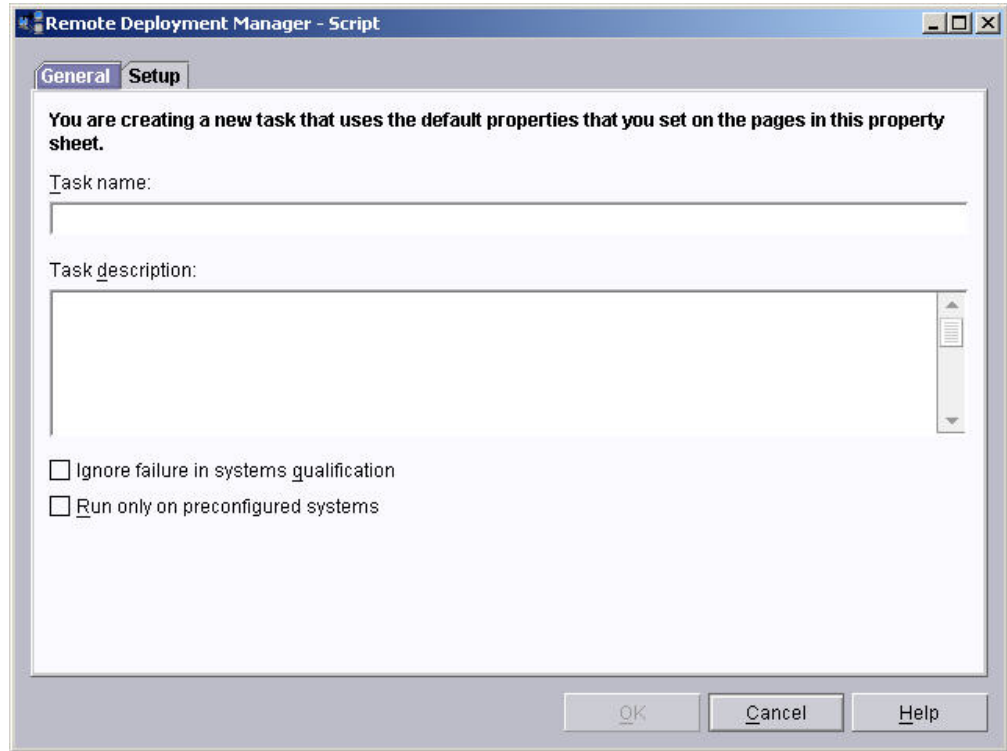 Remote Deployment Manager - Script
General Setup
You are creating a new task that uses the default properties that you set on the pages in this property
sheet.
Task name:
Task description:
Ignore failure in systems qualification
Run only on preconfigured systems
OK Cancel Help